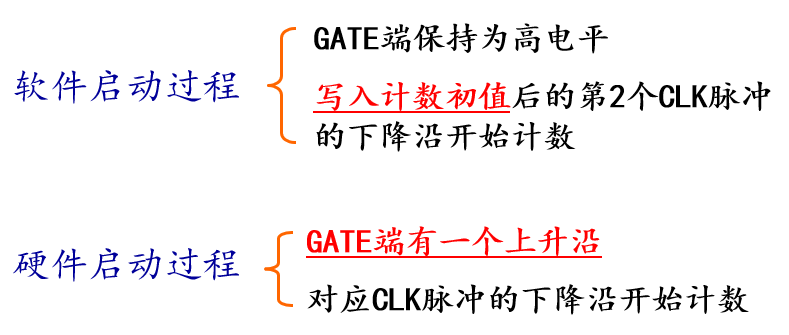 软件启动过程
GATE端保持为高电平
写入计数初值后的第2个CLK脉冲
的下降沿开始计数
硬件启动过程
GATE端有一个上升沿
对应CLK脉冲的下降沿开始计数